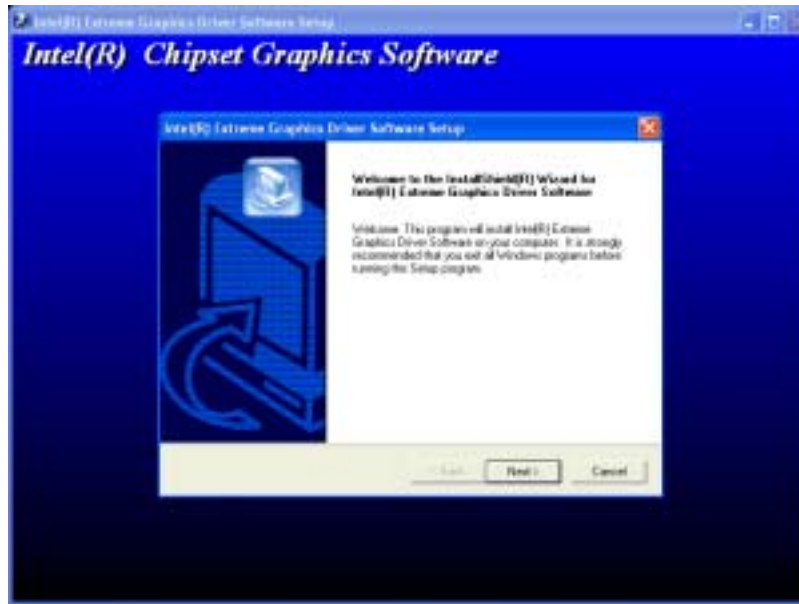 Intel(R) Extreme Graphics Driver Software Setup
Intel(R) Chipset Graphics Software
Intel(R) Extreme Graphics Driver Software Setup
Welcome to the InstallShield(R) Wizard for
Intel(R) Extreme Graphics Driver Software
Welcome. This program will install Intel(R) Extreme
Graphics Driver Software on your computer. It is strongly
recommended that you exit all Windows programs before
running this Setup program.
< Back Next > Cancel